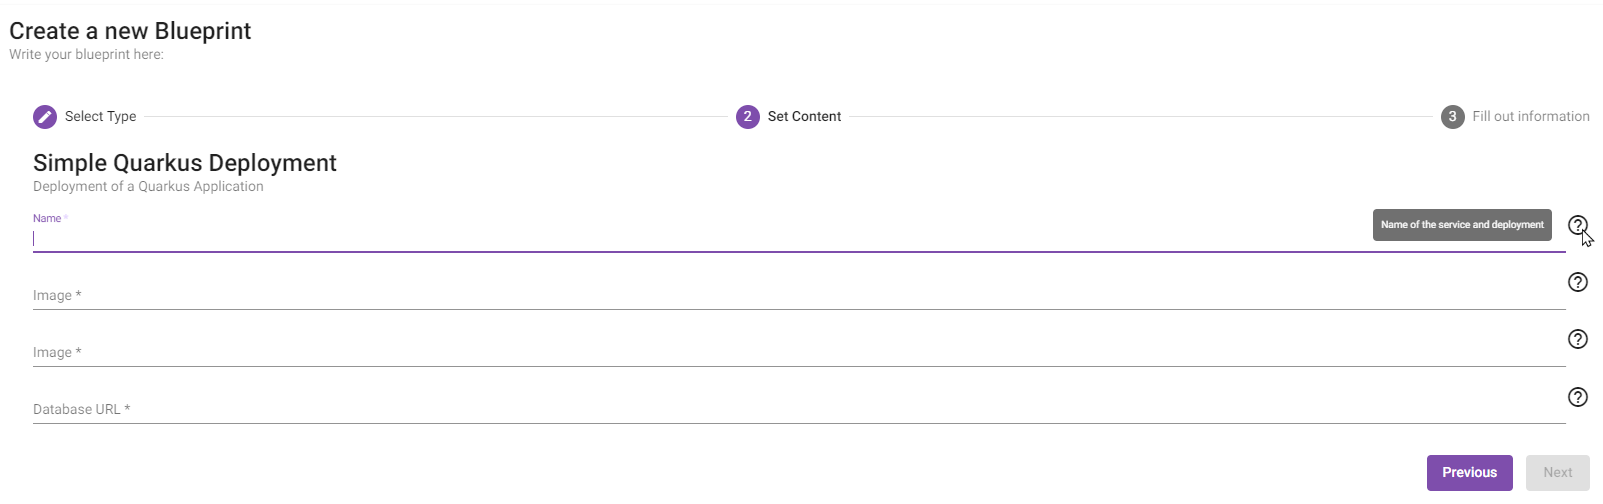 Create a new Blueprint
Write your blueprint here:
Select Type
2 Set Content
3 Fill out information
Simple Quarkus Deployment
Deployment of a Quarkus Application
Name *
Name of the service and deployment
?
Image *
?
Image *
?
Database URL *
?
Previous
Next